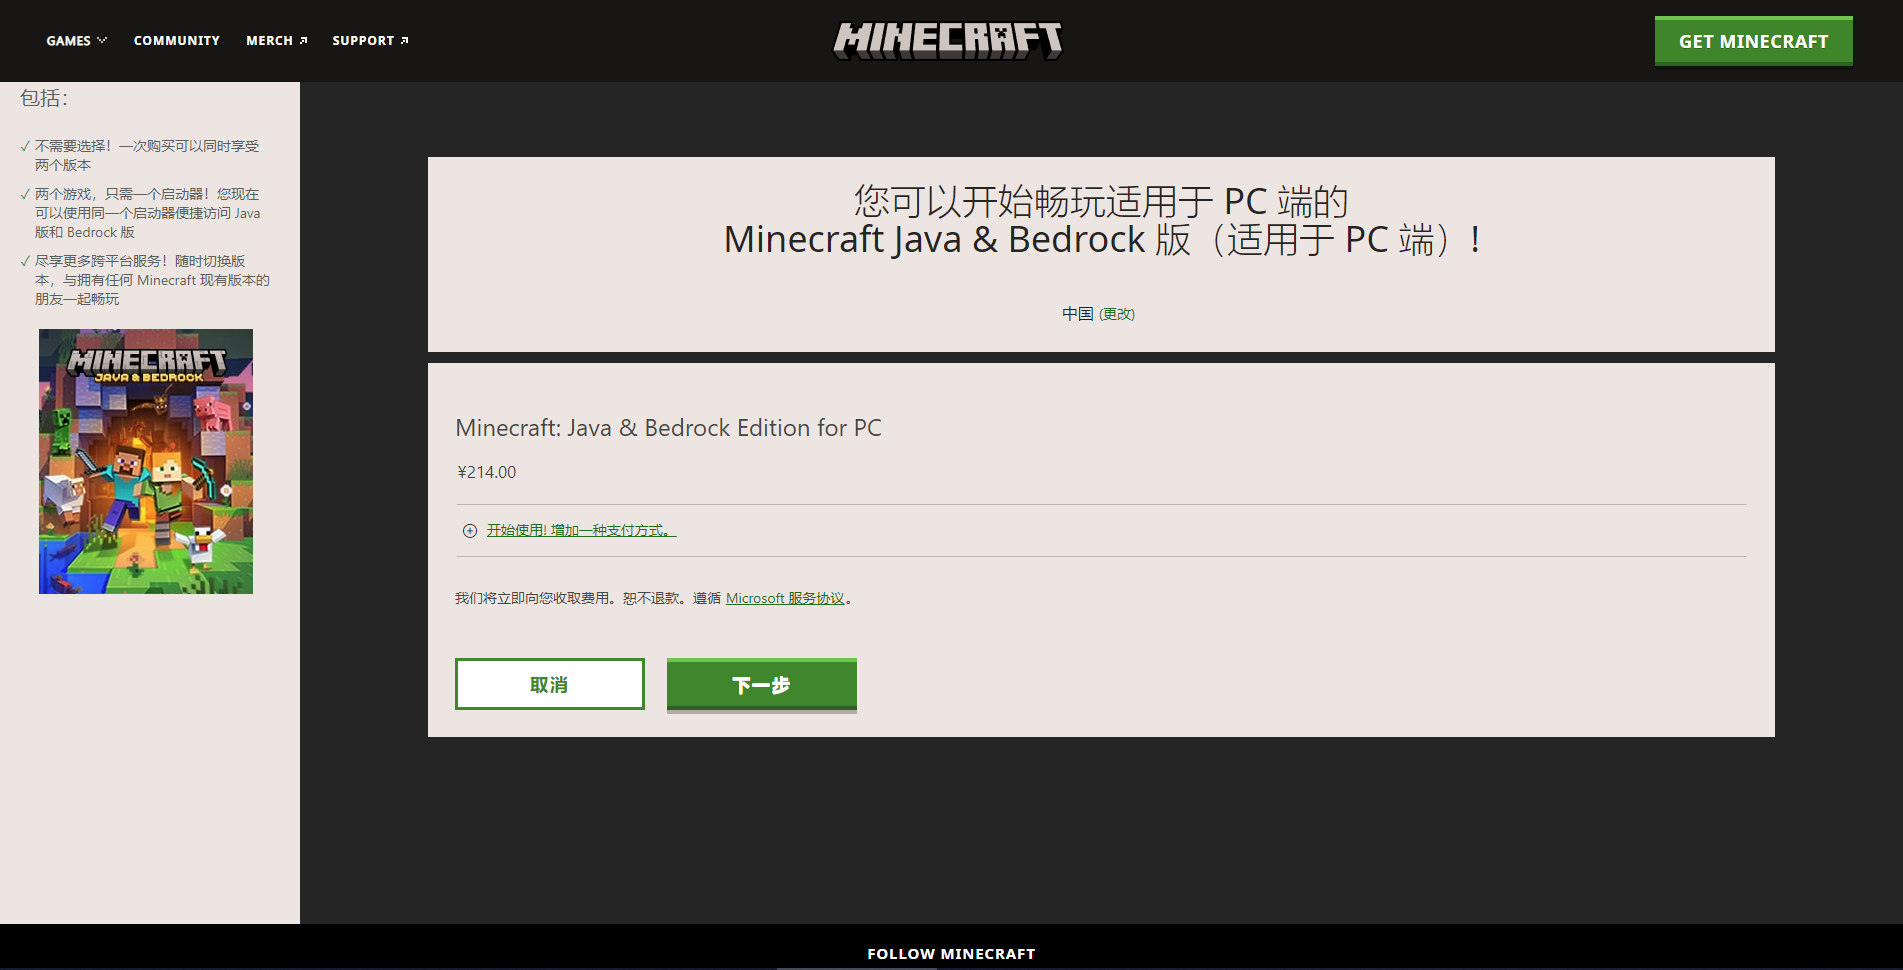 GAMES
COMMUNITY
MERCH
SUPPORT
MINECRAFT
GET MINECRAFT
包括：
✓ 不需要选择！一次购买可以同时享受
两个版本
✓ 两个游戏，只需一个启动器！您现在
可以使用同一个启动器便捷访问 Java
版和 Bedrock 版
✓ 尽享更多跨平台服务！随时切换版
本，与拥有任何 Minecraft 现有版本的
朋友一起畅玩
MINECRAFT
JAVA & BEDROCK
您可以开始畅玩适用于 PC 端的
Minecraft Java & Bedrock 版（适用于 PC 端）!
中国 (更改)
Minecraft: Java & Bedrock Edition for PC
¥214.00
开始使用! 增加一种支付方式。
我们将立即向您收取费用。恕不退款。遵循 Microsoft 服务协议。
取消
下一步
FOLLOW MINECRAFT